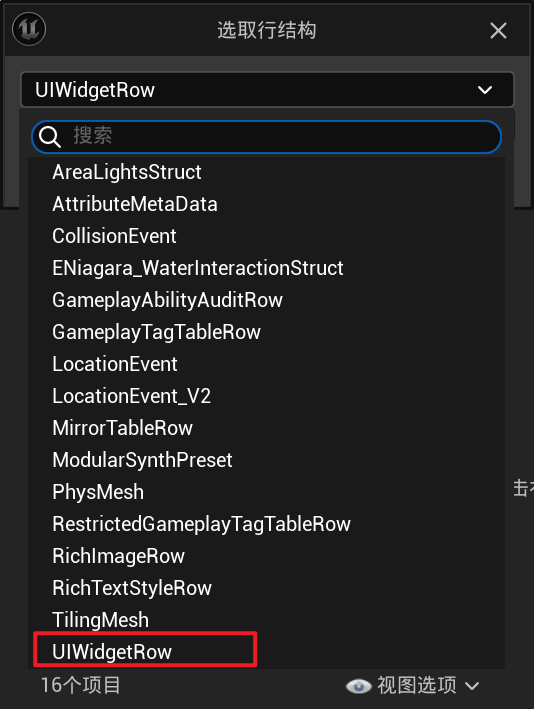 选取行结构
UIWidgetRow
搜索
AreaLightsStruct
AttributeMetaData
CollisionEvent
ENiagara_WaterInteractionStruct
GameplayAbilityAuditRow
GameplayTagTableRow
LocationEvent
LocationEvent_V2
MirrorTableRow
ModularSynthPreset
PhysMesh
击
RestrictedGameplayTagTableRow
RichImageRow
RichTextStyleRow
TilingMesh
UIWidgetRow
16个项目 视图选项